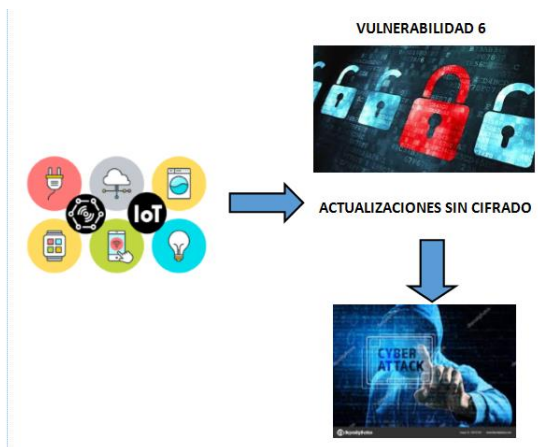 VULNERABILIDAD 6
IoT
ACTUALIZACIONES SIN CIFRADO
CYBER
ATTACK